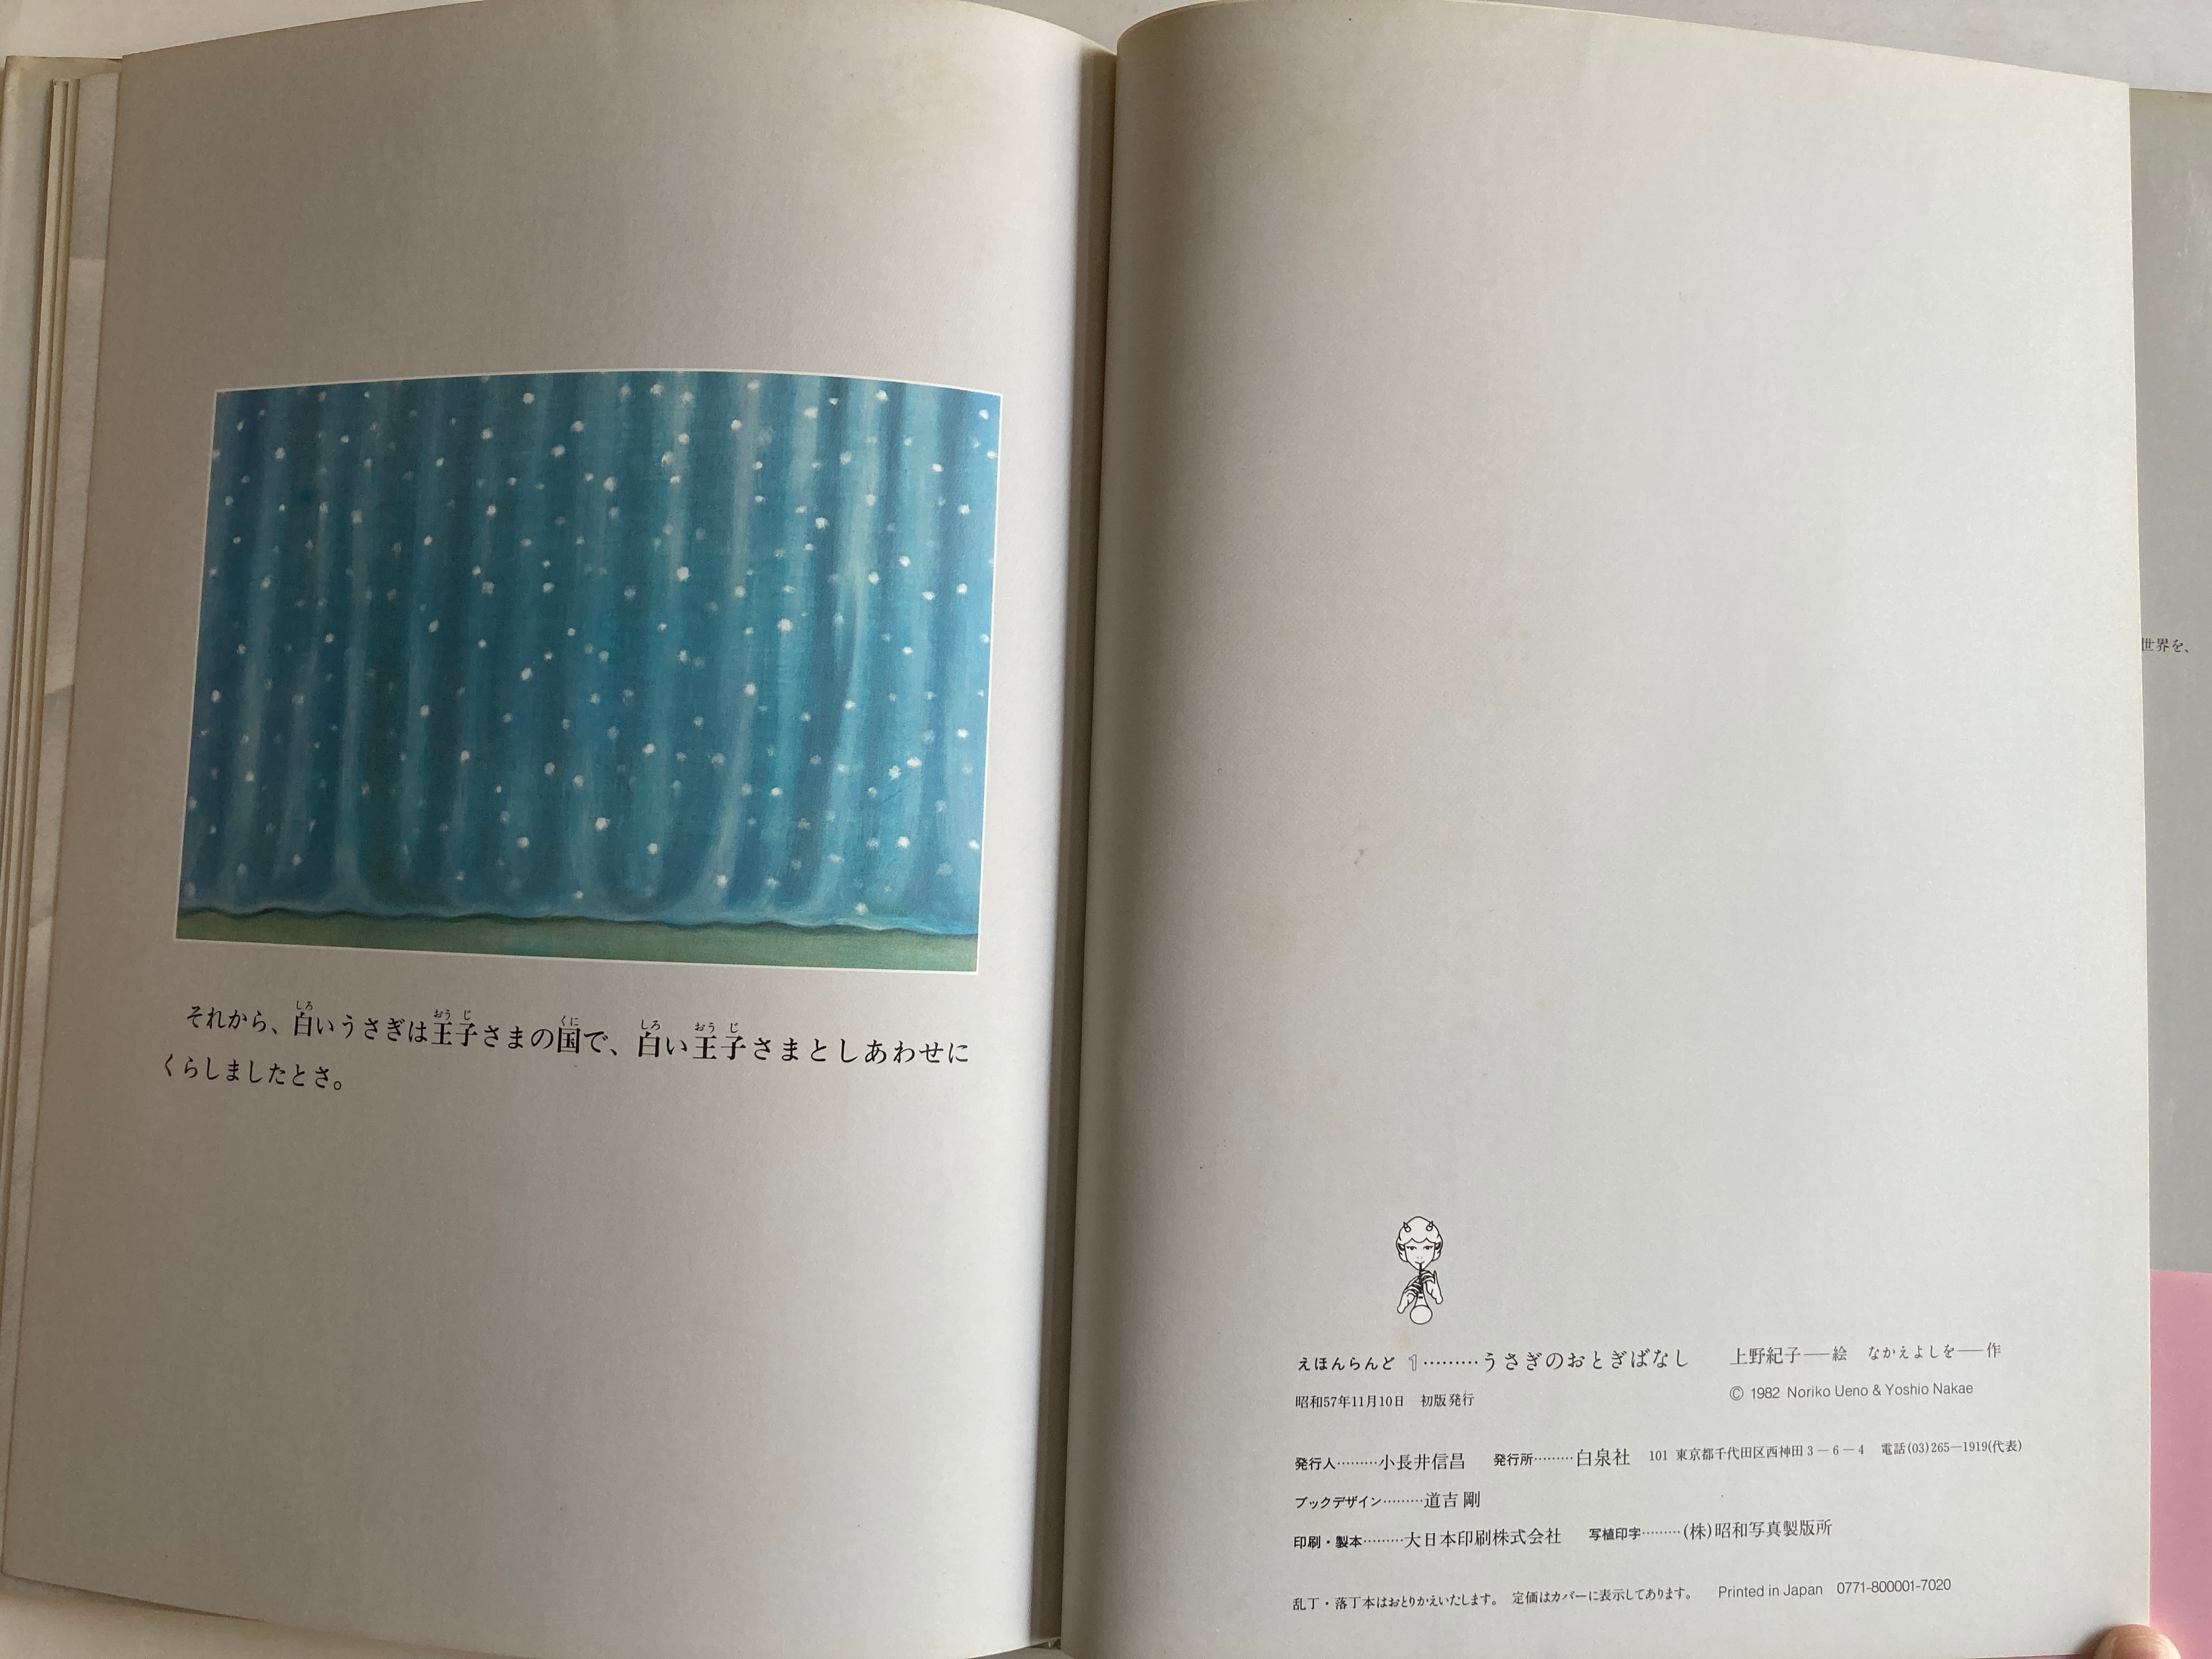 それから、白いうさぎは王子さまの国で、白い王子さまとしあわせに
くらしましたとさ。
世界を、
えほんらんど 1………うさぎのおとぎばなし 上野紀子──絵 なかえよしを──作
昭和57年11月10日 初版発行 © 1982 Noriko Ueno & Yoshio Nakae
発行人………小長井信昌 発行所………白泉社 101 東京都千代田区西神田3－6－4 電話(03)265―1919(代表)
ブックデザイン………道吉 剛
印刷・製本………大日本印刷株式会社 写植印字………(株)昭和写真製版所
乱丁・落丁本はおとりかえいたします。 定価はカバーに表示してあります。 Printed in Japan 0771-800001-7020